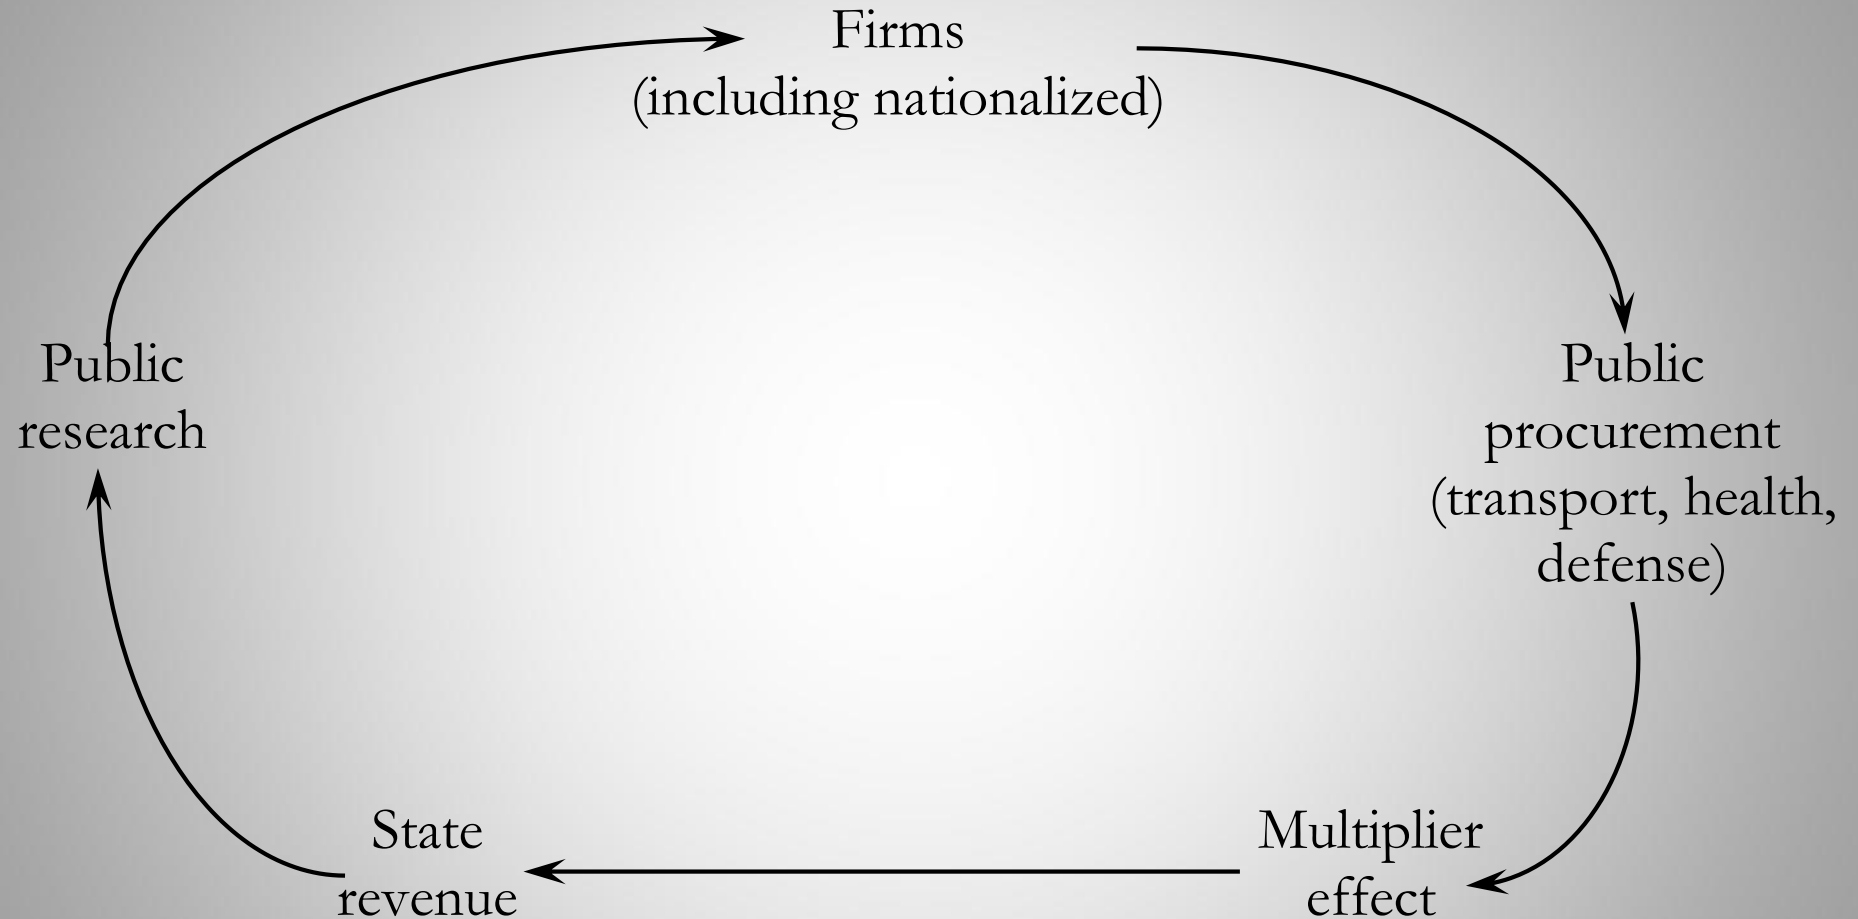 Firms
(including nationalized)
Public
research
Public
procurement
(transport, health,
defense)
State
revenue
Multiplier
effect